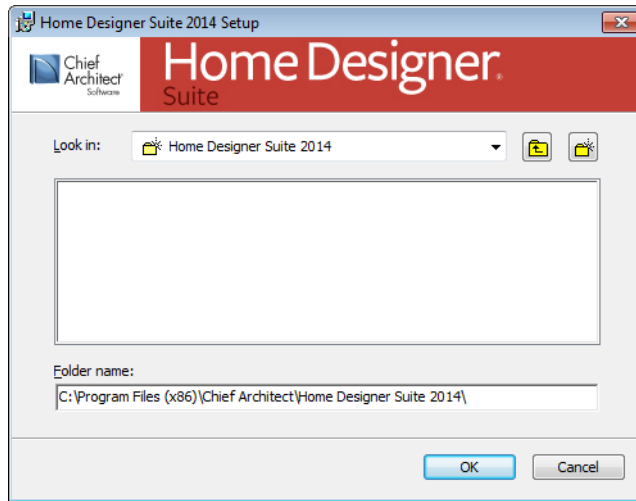 Home Designer Suite 2014 Setup
Chief
Architect
Software
Home Designer®
Suite
Look in:
Home Designer Suite 2014
Folder name:
C:\Program Files (x86)\Chief Architect\Home Designer Suite 2014\
OK
Cancel